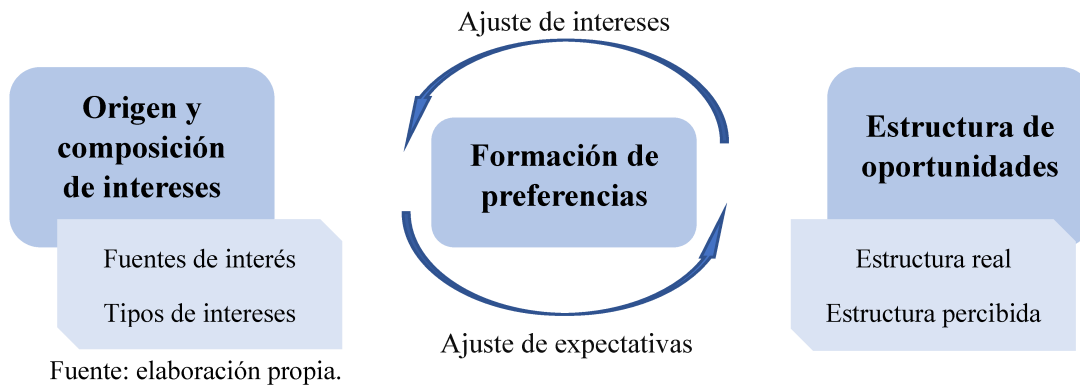 Ajuste de intereses
Origen y
composición
de intereses
Fuentes de interés
Tipos de intereses
Formación de
preferencias
Estructura de
oportunidades
Estructura real
Estructura percibida
Ajuste de expectativas
Fuente: elaboración propia.